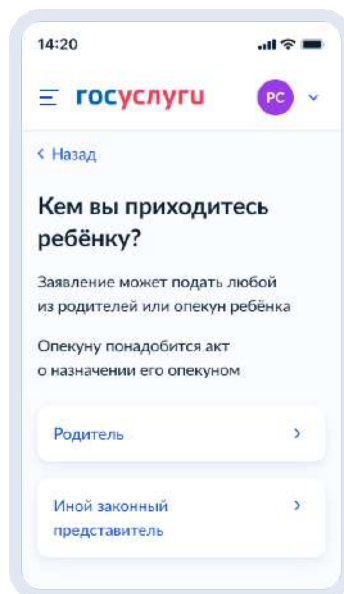 14:20
госуслуги
РС
Назад
Кем вы приходитесь
ребёнку?
Заявление может подать любой
из родителей или опекун ребёнка
Опекуну понадобится акт
о назначении его опекуном
Родитель
Иной законный
представитель